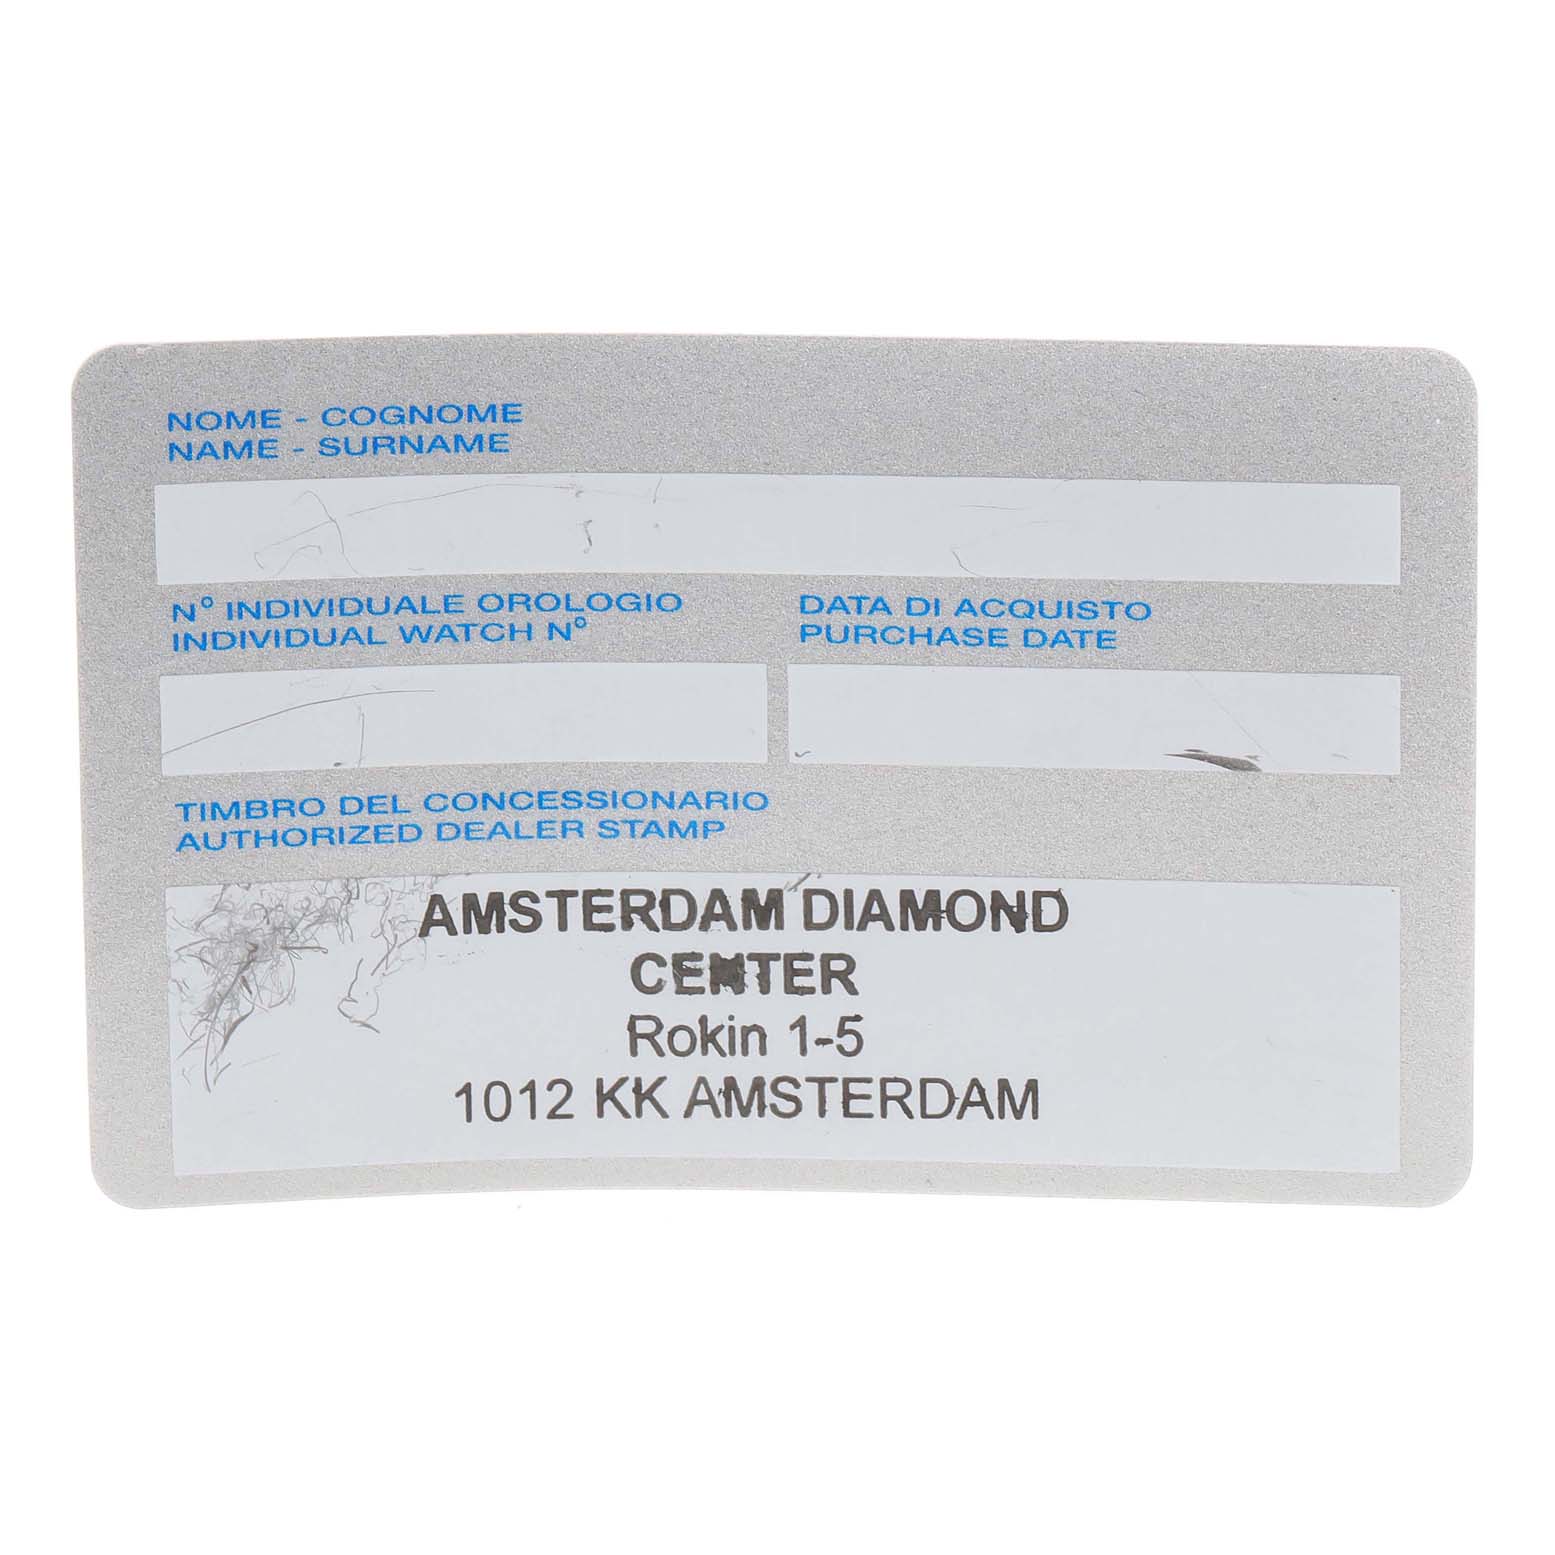 NOME - COGNOME
NAME - SURNAME
N° INDIVIDUALE OROLOGIO
INDIVIDUAL WATCH N°
DATA DI ACQUISTO
PURCHASE DATE
TIMBRO DEL CONCESSIONARIO
AUTHORIZED DEALER STAMP
AMSTERDAM DIAMOND
CENTER
Rokin 1-5
1012 KK AMSTERDAM